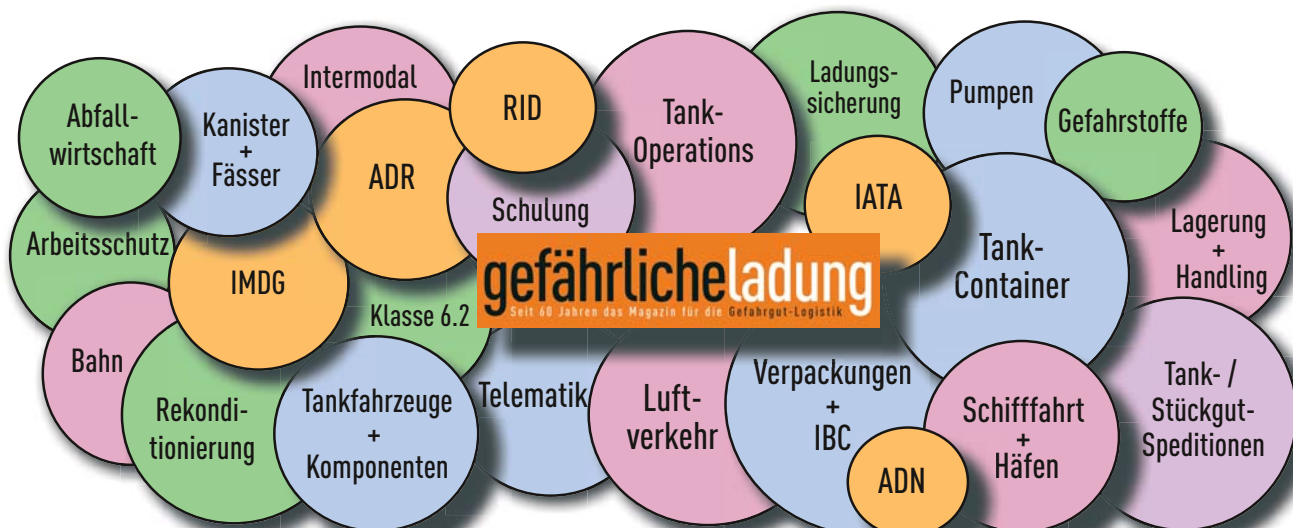 Abfall-
wirtschaft
Kanister
+
Fässer
Intermodal
ADR
RID
Schulung
Tank-
Operations
Ladungs-
sicherung
Pumpen
Gefahrstoffe
IATA
Arbeitsschutz
IMDG
Klasse 6.2
gefährlicheladung
Seit 60 Jahren das Magazin für die Gefahrgut-Logistik
Tank-
Container
Lagerung
+
Handling
Bahn
Rekondi-
tionierung
Tankfahrzeuge
+
Komponenten
Telematik
Luft-
verkehr
Verpackungen
+
IBC
ADN
Schifffahrt
+
Häfen
Tank- /
Stückgut-
Speditionen